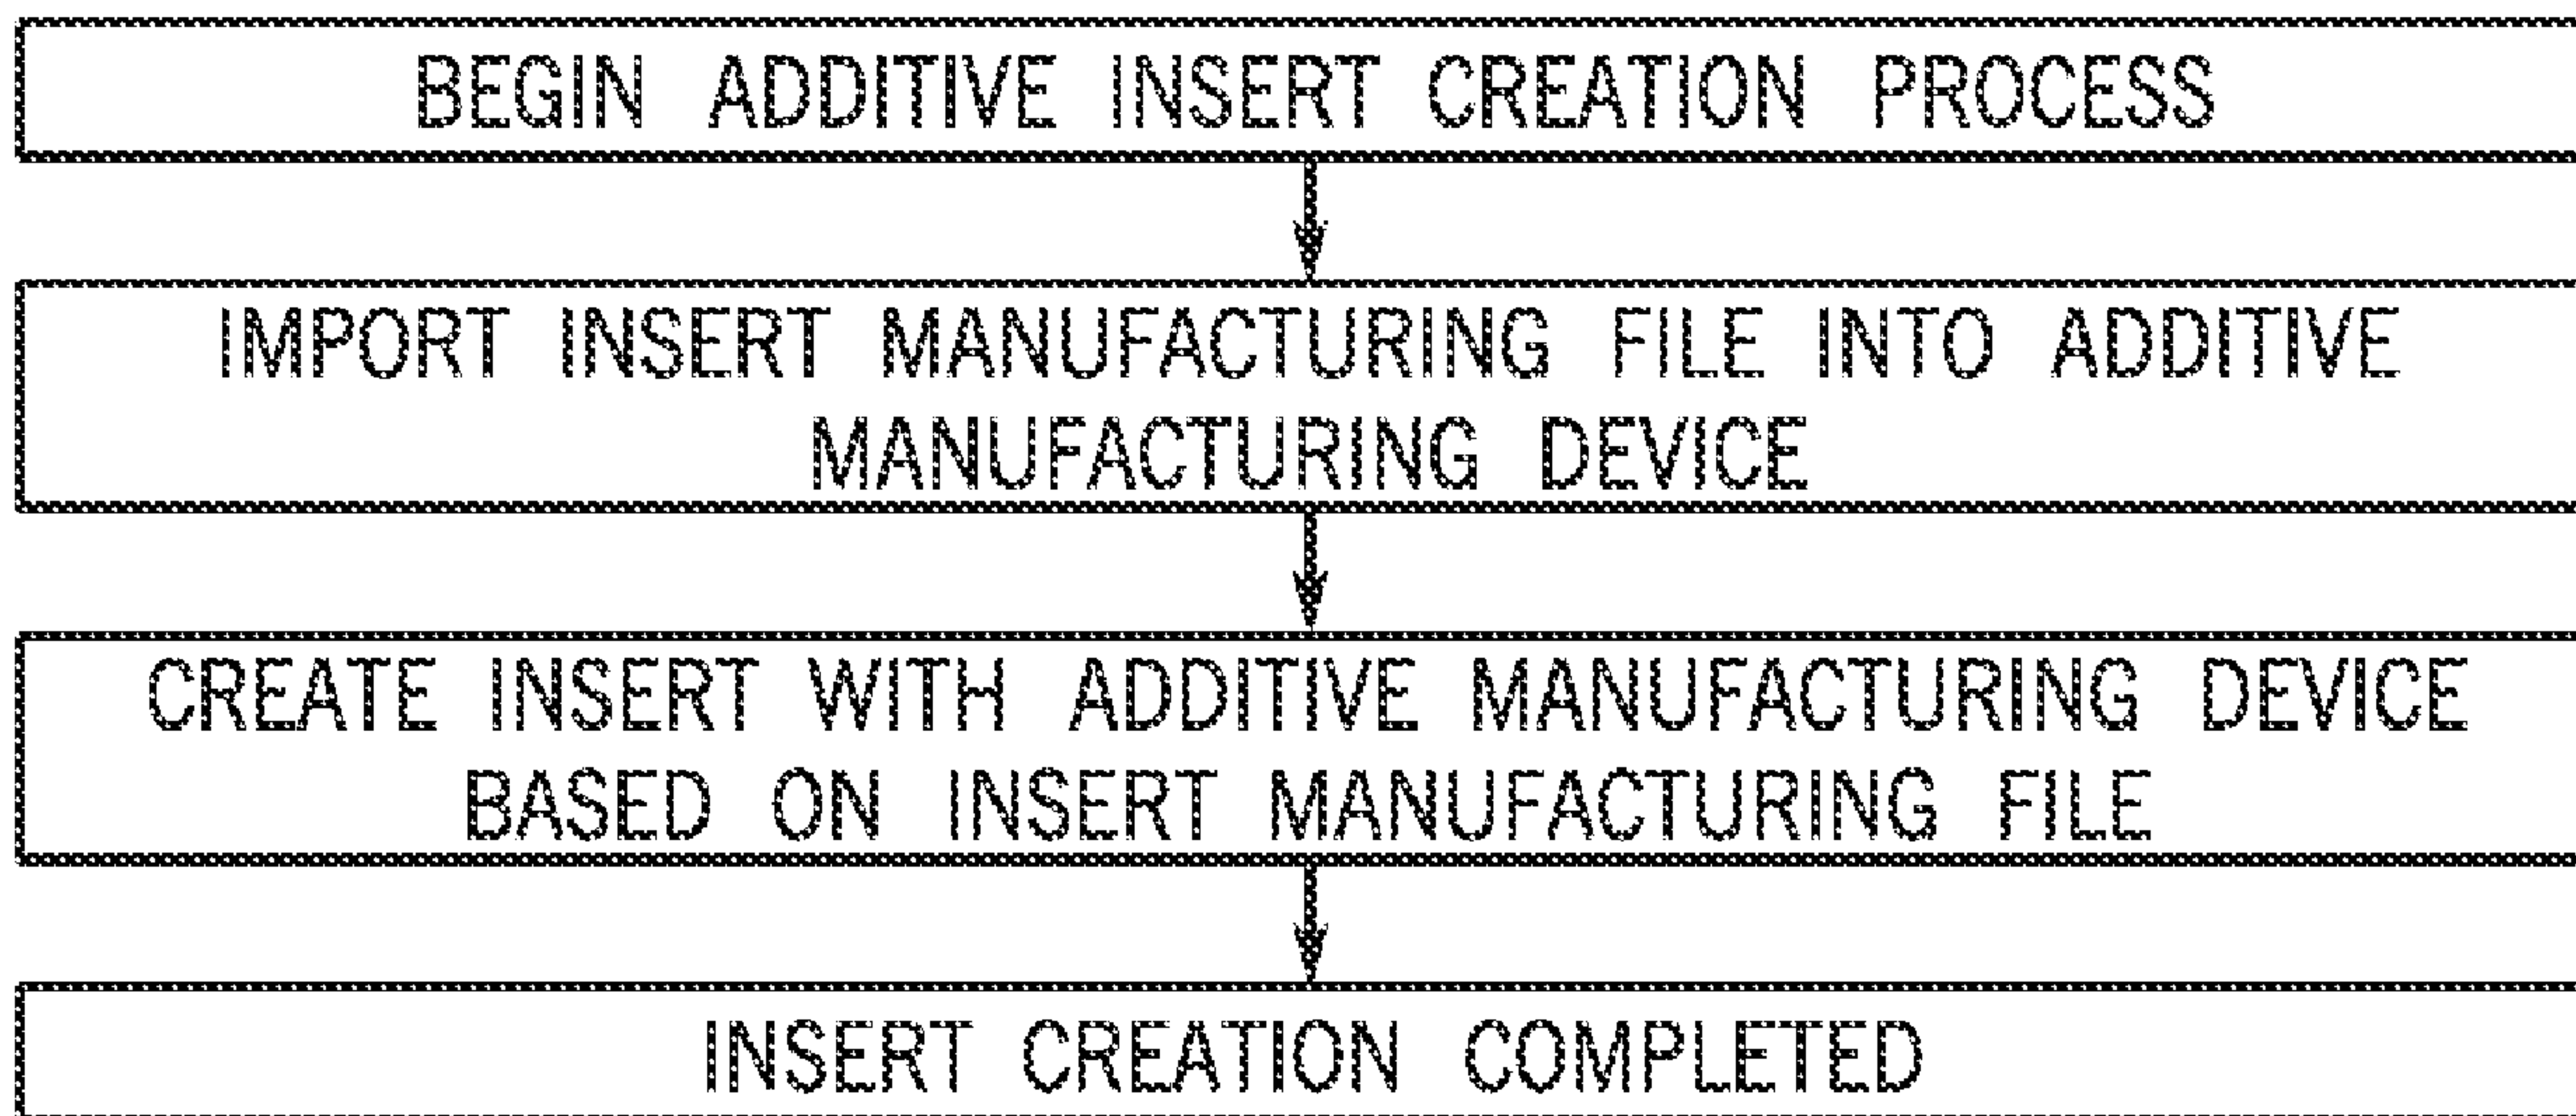 BEGIN ADDITIVE INSERT CREATION PROCESS
IMPORT INSERT MANUFACTURING FILE INTO ADDITIVE
MANUFACTURING DEVICE
CREATE INSERT WITH ADDITIVE MANUFACTURING DEVICE
BASED ON INSERT MANUFACTURING FILE
INSERT CREATION COMPLETED